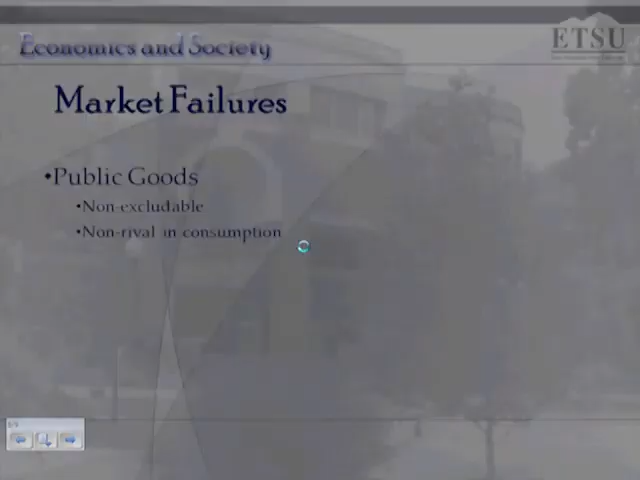 Economics and Society
ETSU
Market Failures
•Public Goods
•Non-excludable
•Non-rival in consumption